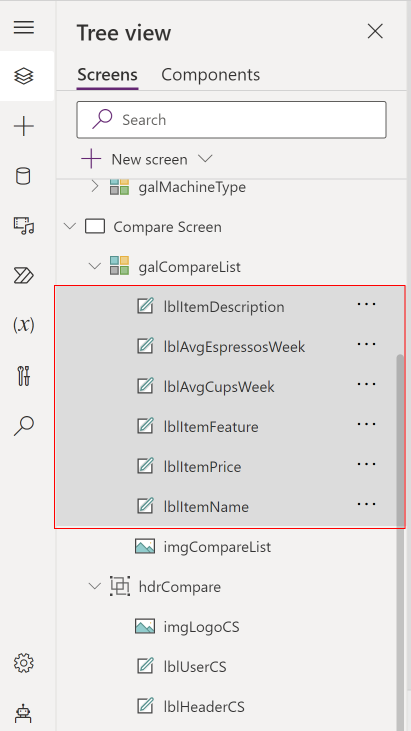 Tree view
Screens Components
Search
New screen
galMachineType
Compare Screen
galCompareList
lblItemDescription
lblAvgEspressosWeek
lblAvgCupsWeek
lblItemFeature
lblItemPrice
lblItemName
imgCompareList
hdrCompare
imgLogoCS
lblUserCS
lblHeaderCS